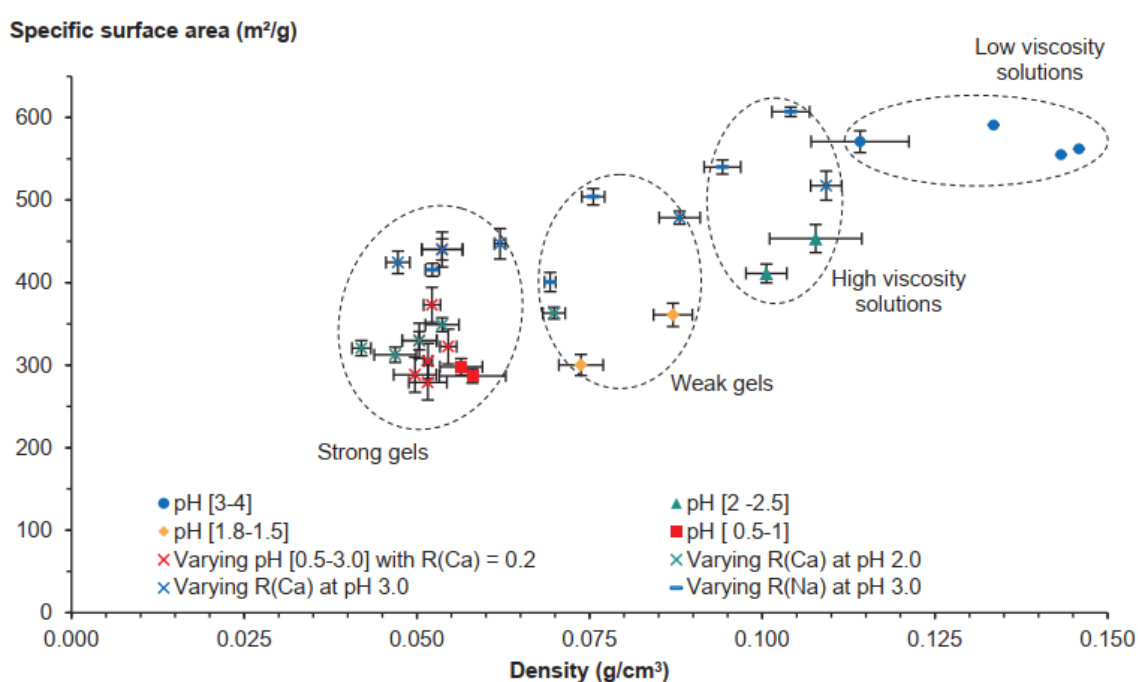 Specific surface area (m²/g)
Low viscosity
solutions
600
500
400
300
200
100
0
High viscosity
solutions
Weak gels
Strong gels
pH [3-4]
pH [2 -2.5]
pH [1.8-1.5]
pH [ 0.5-1]
Varying pH [0.5-3.0] with R(Ca) = 0.2
Varying R(Ca) at pH 2.0
Varying R(Ca) at pH 3.0
Varying R(Na) at pH 3.0
0.000
0.025
0.050
0.075
0.100
0.125
0.150
Density (g/cm³)